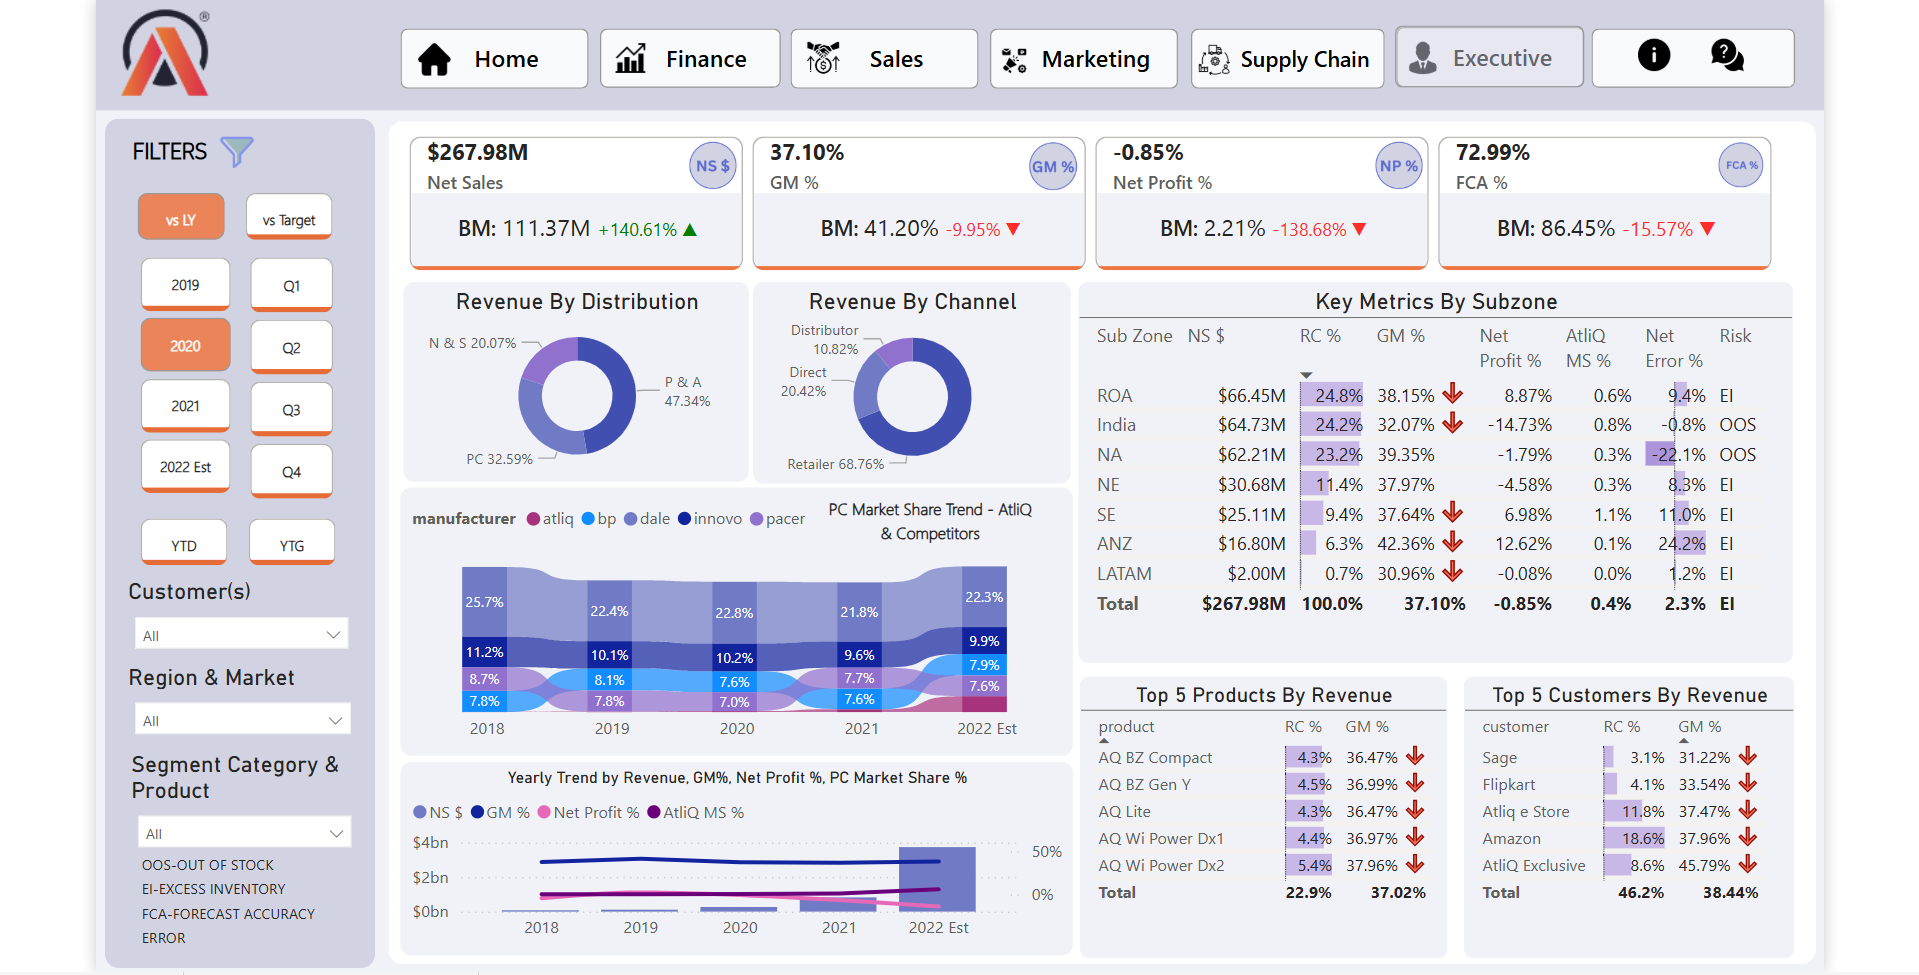 ®
Home
Finance
Sales
Marketing
Supply Chain
Executive
FILTERS
vs LY
vs Target
2019
Q1
2020
Q2
2021
Q3
2022 Est
Q4
YTD
YTG
Customer(s)
All
Region & Market
All
Segment Category &
Product
All
OOS-OUT OF STOCK
EI-EXCESS INVENTORY
FCA-FORECAST ACCURACY
ERROR
$267.98M
Net Sales
NS $
BM: 111.37M +140.61%
37.10%
GM %
GM %
BM: 41.20% -9.95%
-0.85%
Net Profit %
NP %
BM: 2.21% -138.68%
72.99%
FCA %
FCA %
BM: 86.45% -15.57%
Revenue By Distribution
N & S 20.07%
P & A
47.34%
PC 32.59%
Revenue By Channel
Distributor
10.82%
Direct
20.42%
Retailer 68.76%
Key Metrics By Subzone
Sub Zone NS $ RC % GM % Net Profit % AtliQ MS % Net Error % Risk
ROA $66.45M 24.8% 38.15% 8.87% 0.6% 9.4% EI
India $64.73M 24.2% 32.07% -14.73% 0.8% -0.8% OOS
NA $62.21M 23.2% 39.35% -1.79% 0.3% -22.1% OOS
NE $30.68M 11.4% 37.97% -4.58% 0.3% 8.3% EI
SE $25.11M 9.4% 37.64% 6.98% 1.1% 11.0% EI
ANZ $16.80M 6.3% 42.36% 12.62% 0.1% 24.2% EI
LATAM $2.00M 0.7% 30.96% -0.08% 0.0% 1.2% EI
Total $267.98M 100.0% 37.10% -0.85% 0.4% 2.3% EI
manufacturer atliq bp dale innovo pacer
PC Market Share Trend - AtliQ
& Competitors
25.7% 22.4% 22.8% 21.8% 22.3%
11.2% 10.1% 10.2% 9.6% 9.9%
8.7% 8.1% 7.6% 7.7% 7.9%
7.8% 7.8% 7.0% 7.6% 7.6%
2018 2019 2020 2021 2022 Est
Yearly Trend by Revenue, GM%, Net Profit %, PC Market Share %
NS $ GM % Net Profit % AtliQ MS %
$4bn
50%
$2bn
0%
$0bn
2018 2019 2020 2021 2022 Est
Top 5 Products By Revenue
product RC % GM %
AQ BZ Compact 4.3% 36.47%
AQ BZ Gen Y 4.5% 36.99%
AQ Lite 4.3% 36.47%
AQ Wi Power Dx1 4.4% 36.97%
AQ Wi Power Dx2 5.4% 37.96%
Total 22.9% 37.02%
Top 5 Customers By Revenue
customer RC % GM %
Sage 3.1% 31.22%
Flipkart 4.1% 33.54%
Atliq e Store 11.8% 37.47%
Amazon 18.6% 37.96%
AtliQ Exclusive 8.6% 45.79%
Total 46.2% 38.44%